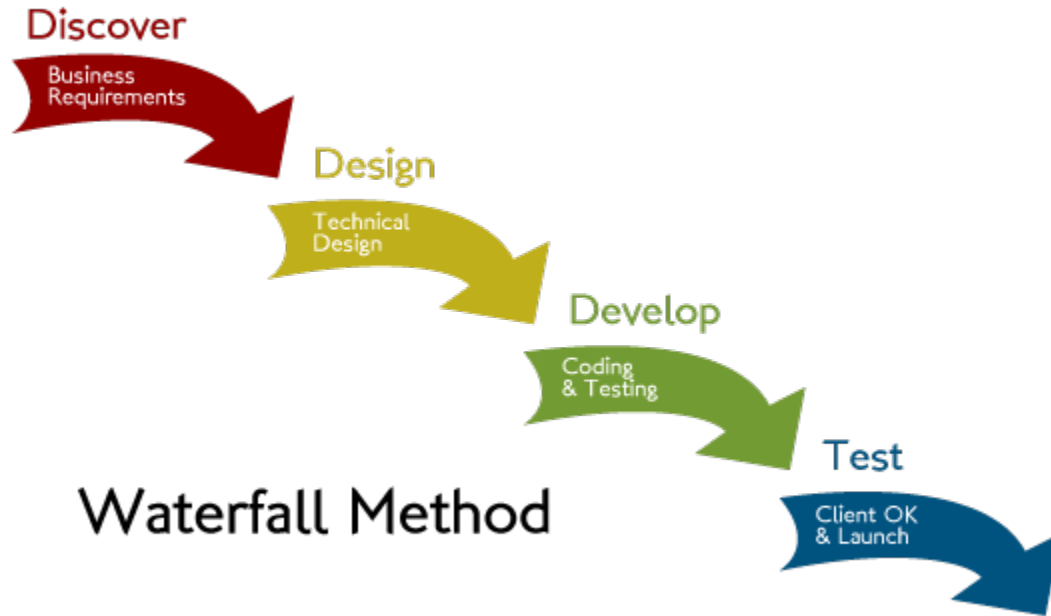 Discover
Business
Requirements
Design
Technical
Design
Develop
Coding
& Testing
Test
Client OK
& Launch
Waterfall Method